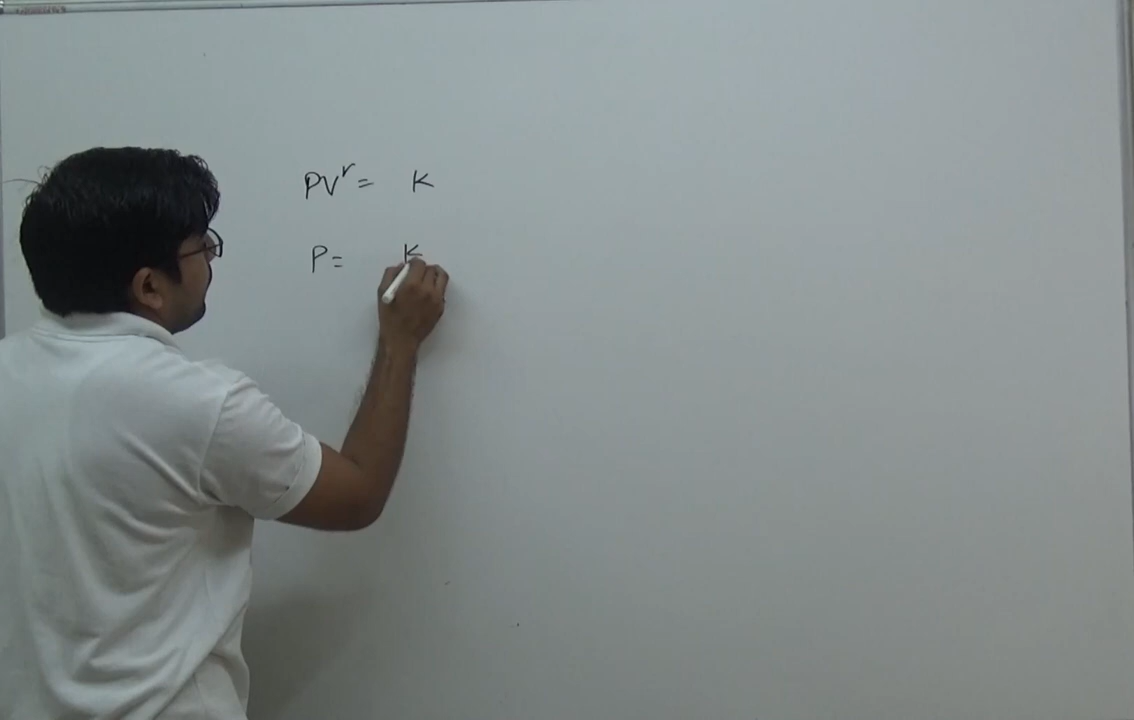 PV^r = K
P = K